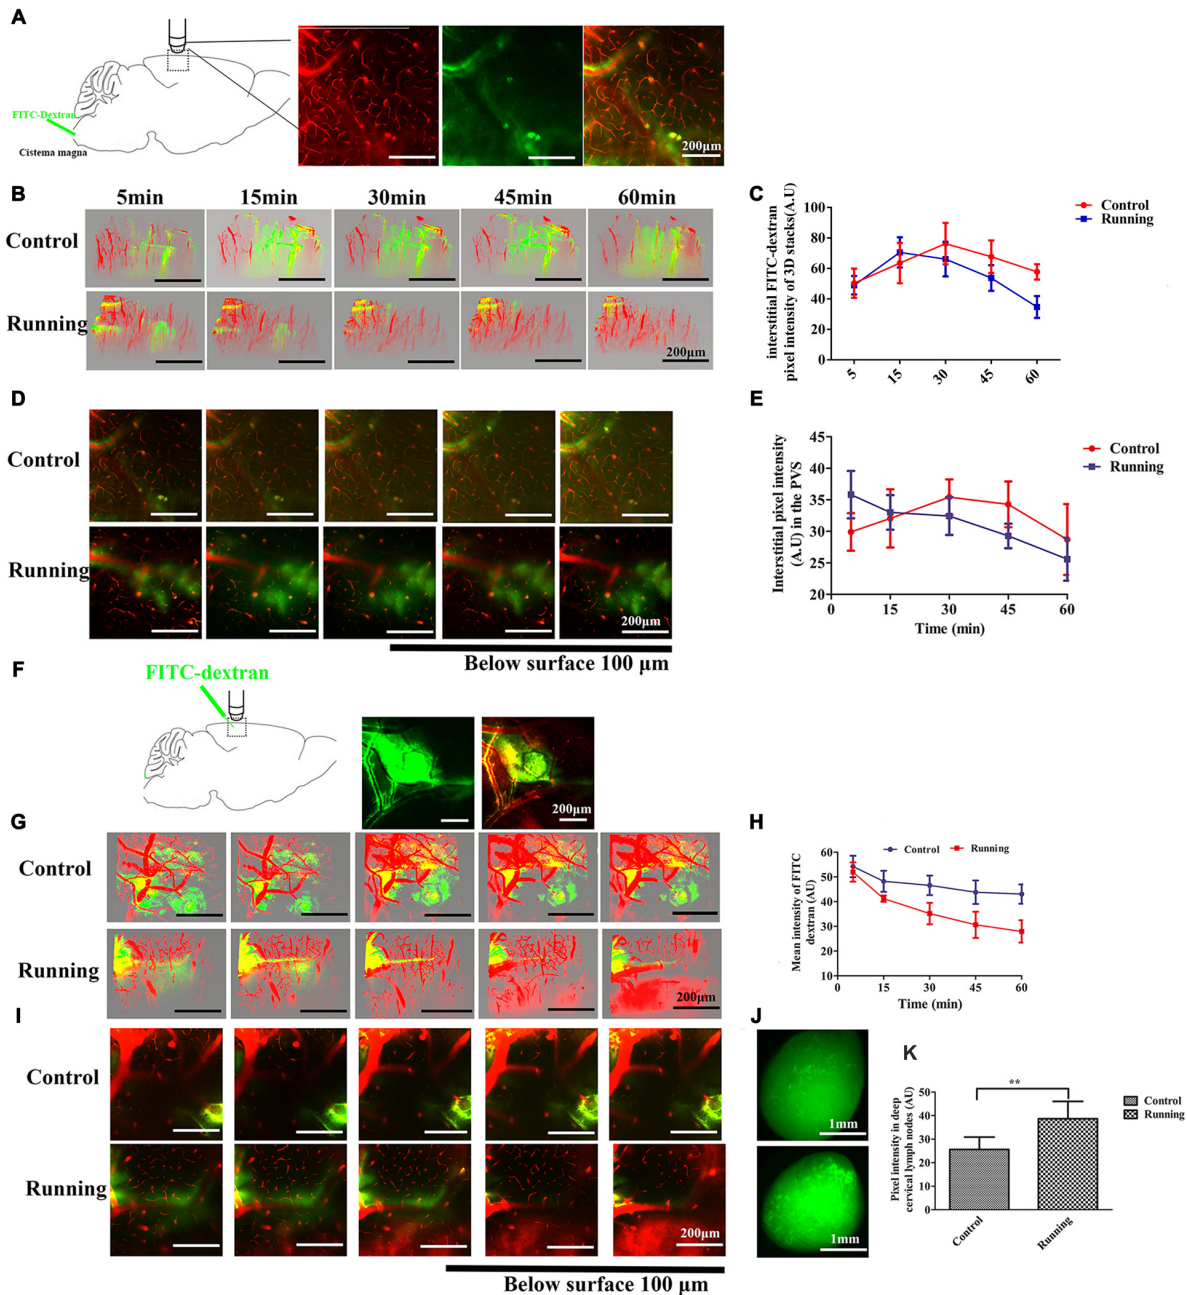 A
FITC-Dextran
Cistema magna
200μm
B
5min 15min 30min 45min 60min
Control
Running
200μm
C
interstitial FITC-dextran
pixel intensity of 3D stacks(A.U)
100
80
60
40
20
0
5 15 30 45 60
Control
Running
D
Control
Running
200μm
Below surface 100 μm
E
Interstitial pixel intensity
(A.U) in the PVS
45
40
35
30
25
20
0 15 30 45 60
Time (min)
Control
Running
F
FITC-dextran
200μm
G
Control
Running
200μm
H
Control Running
Mean intensity of FITC
dextran (AU)
60
50
40
30
20
10
0 15 30 45 60
Time (min)
I
Control
Running
200μm
Below surface 100 μm
J
1mm
1mm
K
Pixel intensity in deep
cervical lymph nodes (AU)
50
40
30
20
10
0
**
Control
Running
Control
Running